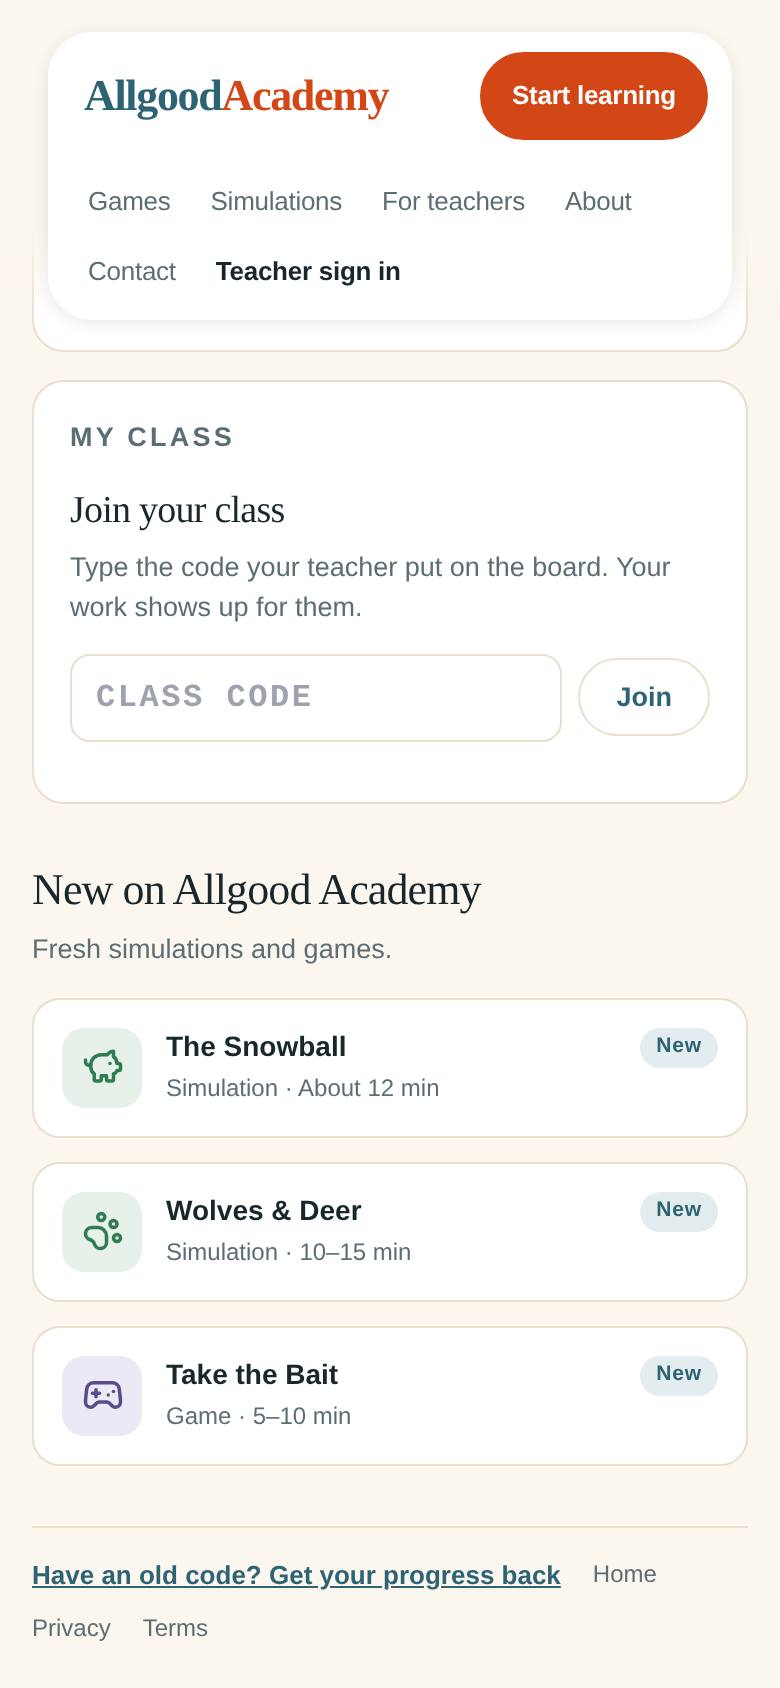 AllgoodAcademy
Start learning
Games Simulations For teachers About
Contact Teacher sign in
MY CLASS
Join your class
Type the code your teacher put on the board. Your
work shows up for them.
CLASS CODE
Join
New on Allgood Academy
Fresh simulations and games.
The Snowball
New
Simulation · About 12 min
Wolves & Deer
New
Simulation · 10–15 min
Take the Bait
New
Game · 5–10 min
Have an old code? Get your progress back Home
Privacy Terms